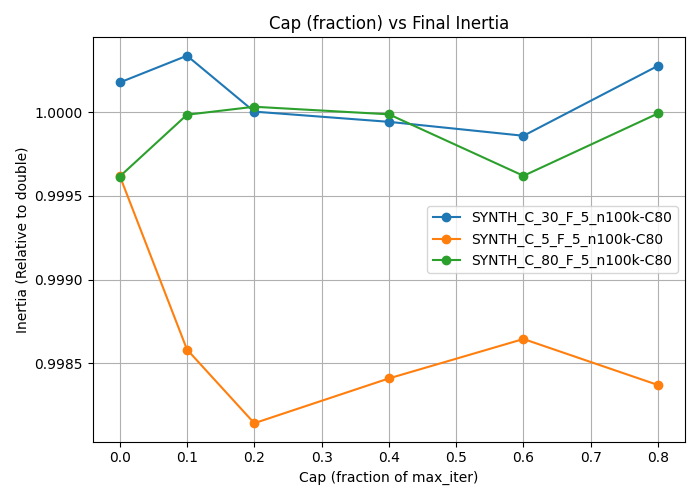 Cap (fraction) vs Final Inertia
Inertia (Relative to double)
1.0000
0.9995
0.9990
0.9985
SYNTH_C_30_F_5_n100k-C80
SYNTH_C_5_F_5_n100k-C80
SYNTH_C_80_F_5_n100k-C80
0.0 0.1 0.2 0.3 0.4 0.5 0.6 0.7 0.8
Cap (fraction of max_iter)